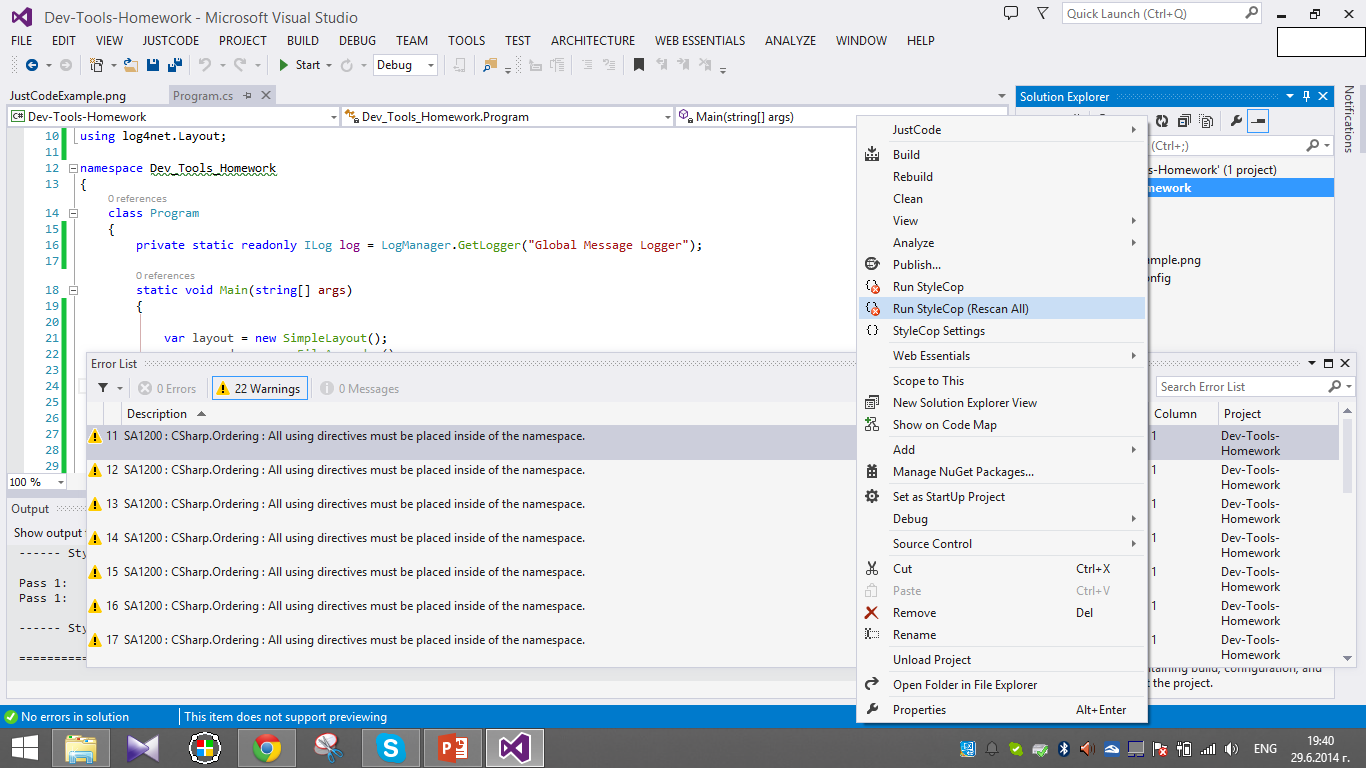 Dev-Tools-Homework - Microsoft Visual Studio
Quick Launch (Ctrl+Q)
FILE EDIT VIEW JUSTCODE PROJECT BUILD DEBUG TEAM TOOLS TEST ARCHITECTURE WEB ESSENTIALS ANALYZE WINDOW HELP
Start Debug
JustCodeExample.png Program.cs
Dev-Tools-Homework Dev_Tools_Homework.Program Main(string[] args)
10 using log4net.Layout;
11
12 namespace Dev_Tools_Homework
13 {
0 references
14 class Program
15 {
16 private static readonly ILog log = LogManager.GetLogger("Global Message Logger");
17
0 references
18 static void Main(string[] args)
19 {
20
21 var layout = new SimpleLayout();
22
23
24
25
26
27
28
29
100 %
Solution Explorer
Notifications
(Ctrl+;)
s-Homework' (1 project)
mework
mple.png
nfig
JustCode
Build
Rebuild
Clean
View
Analyze
Publish...
Run StyleCop
Run StyleCop (Rescan All)
StyleCop Settings
Web Essentials
Scope to This
New Solution Explorer View
Show on Code Map
Add
Manage NuGet Packages...
Set as StartUp Project
Debug
Source Control
Cut Ctrl+X
Paste Ctrl+V
Remove Del
Rename
Unload Project
Open Folder in File Explorer
Properties Alt+Enter
Error List
0 Errors 22 Warnings 0 Messages
Search Error List
Description Column Project
11 SA1200 : CSharp.Ordering : All using directives must be placed inside of the namespace. 1 Dev-Tools-
Homework
12 SA1200 : CSharp.Ordering : All using directives must be placed inside of the namespace. 1 Dev-Tools-
Homework
13 SA1200 : CSharp.Ordering : All using directives must be placed inside of the namespace. 1 Dev-Tools-
Homework
14 SA1200 : CSharp.Ordering : All using directives must be placed inside of the namespace. 1 Dev-Tools-
Homework
15 SA1200 : CSharp.Ordering : All using directives must be placed inside of the namespace. 1 Dev-Tools-
Homework
16 SA1200 : CSharp.Ordering : All using directives must be placed inside of the namespace. 1 Dev-Tools-
Homework
17 SA1200 : CSharp.Ordering : All using directives must be placed inside of the namespace. 1 Dev-Tools-
Homework
Output
Show output
------ Sty
Pass 1:
Pass 1:
------ Sty
==========
ntaining build, configuration, and
t the project.
No errors in solution
This item does not support previewing
ENG
19:40
29.6.2014 г.